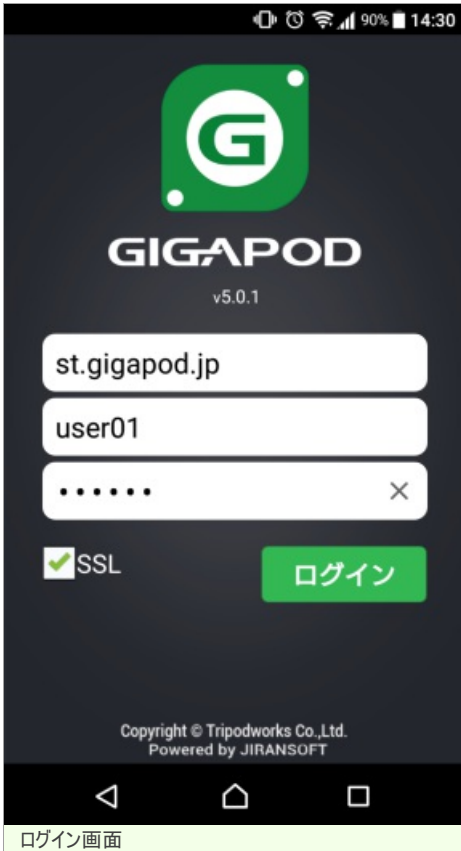 90% 14:30
G
GIGAPOD
v5.0.1
st.gigapod.jp
user01
••••••
SSL
ログイン
Copyright © Tripodworks Co.,Ltd.
Powered by JIRANSOFT
ログイン画面